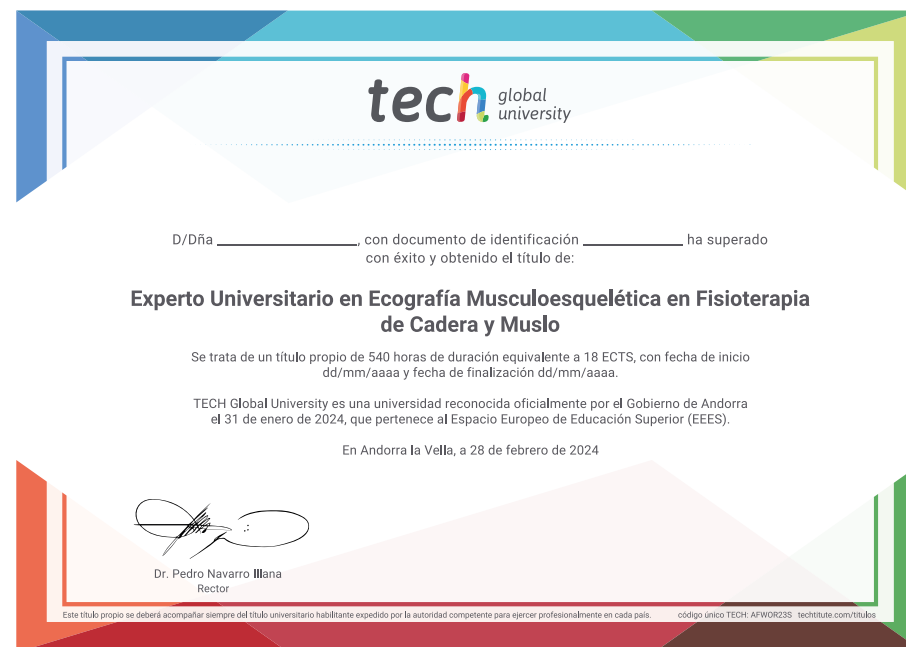 tech global university
D/Dña ____________________, con documento de identificación ______________ ha superado
con éxito y obtenido el título de:
Experto Universitario en Ecografía Musculoesquelética en Fisioterapia
de Cadera y Muslo
Se trata de un título propio de 540 horas de duración equivalente a 18 ECTS, con fecha de inicio
dd/mm/aaaa y fecha de finalización dd/mm/aaaa.
TECH Global University es una universidad reconocida oficialmente por el Gobierno de Andorra
el 31 de enero de 2024, que pertenece al Espacio Europeo de Educación Superior (EEES).
En Andorra la Vella, a 28 de febrero de 2024
Dr. Pedro Navarro Illana
Rector
Este título propio se deberá acompañar siempre del título universitario habilitante expedido por la autoridad competente para ejercer profesionalmente en cada país. código único TECH: AFWOR23S techtitute.com/titulos